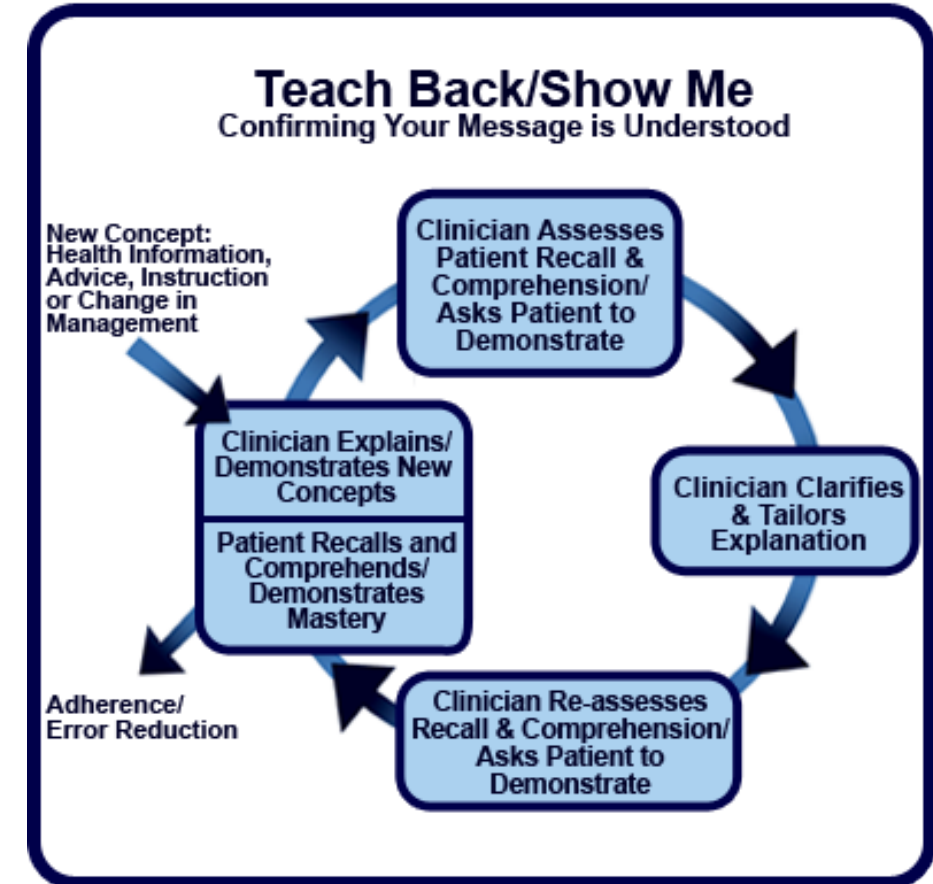 Teach Back/Show Me
Confirming Your Message is Understood
New Concept:
Health Information,
Advice, Instruction
or Change in
Management
Clinician Assesses
Patient Recall &
Comprehension/
Asks Patient to
Demonstrate
Clinician Explains/
Demonstrates New
Concepts
Patient Recalls and
Comprehends/
Demonstrates
Mastery
Clinician Clarifies
& Tailors
Explanation
Adherence/
Error Reduction
Clinician Re-assesses
Recall & Comprehension/
Asks Patient to
Demonstrate